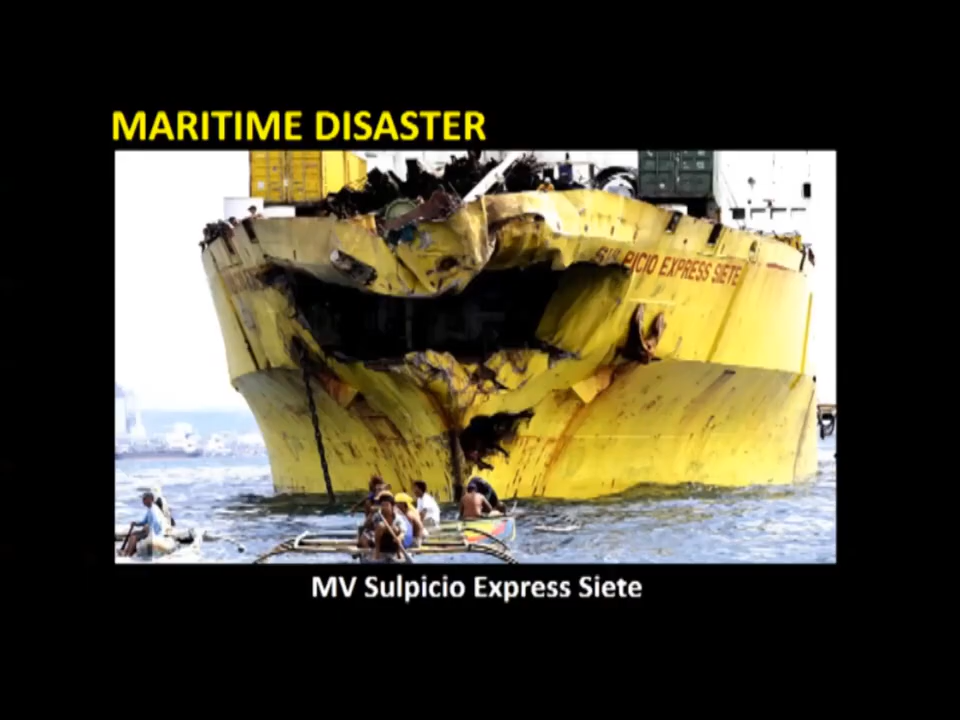 MARITIME DISASTER
SULPICIO EXPRESS SIETE
MV Sulpicio Express Siete